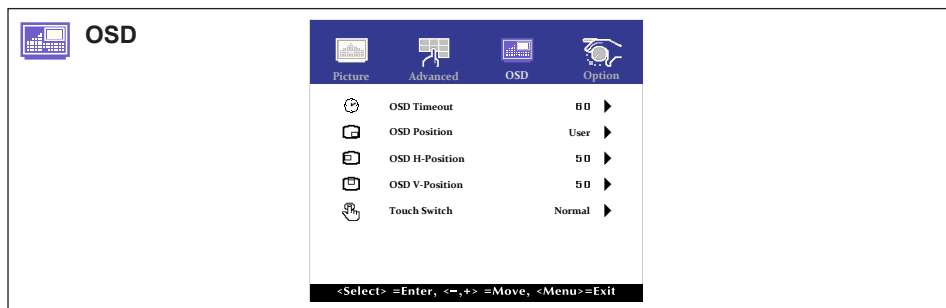 OSD
Picture Advanced OSD Option
OSD Timeout 60
OSD Position User
OSD H-Position 50
OSD V-Position 50
Touch Switch Normal
<Select> =Enter, <−,+> =Move, <Menu>=Exit